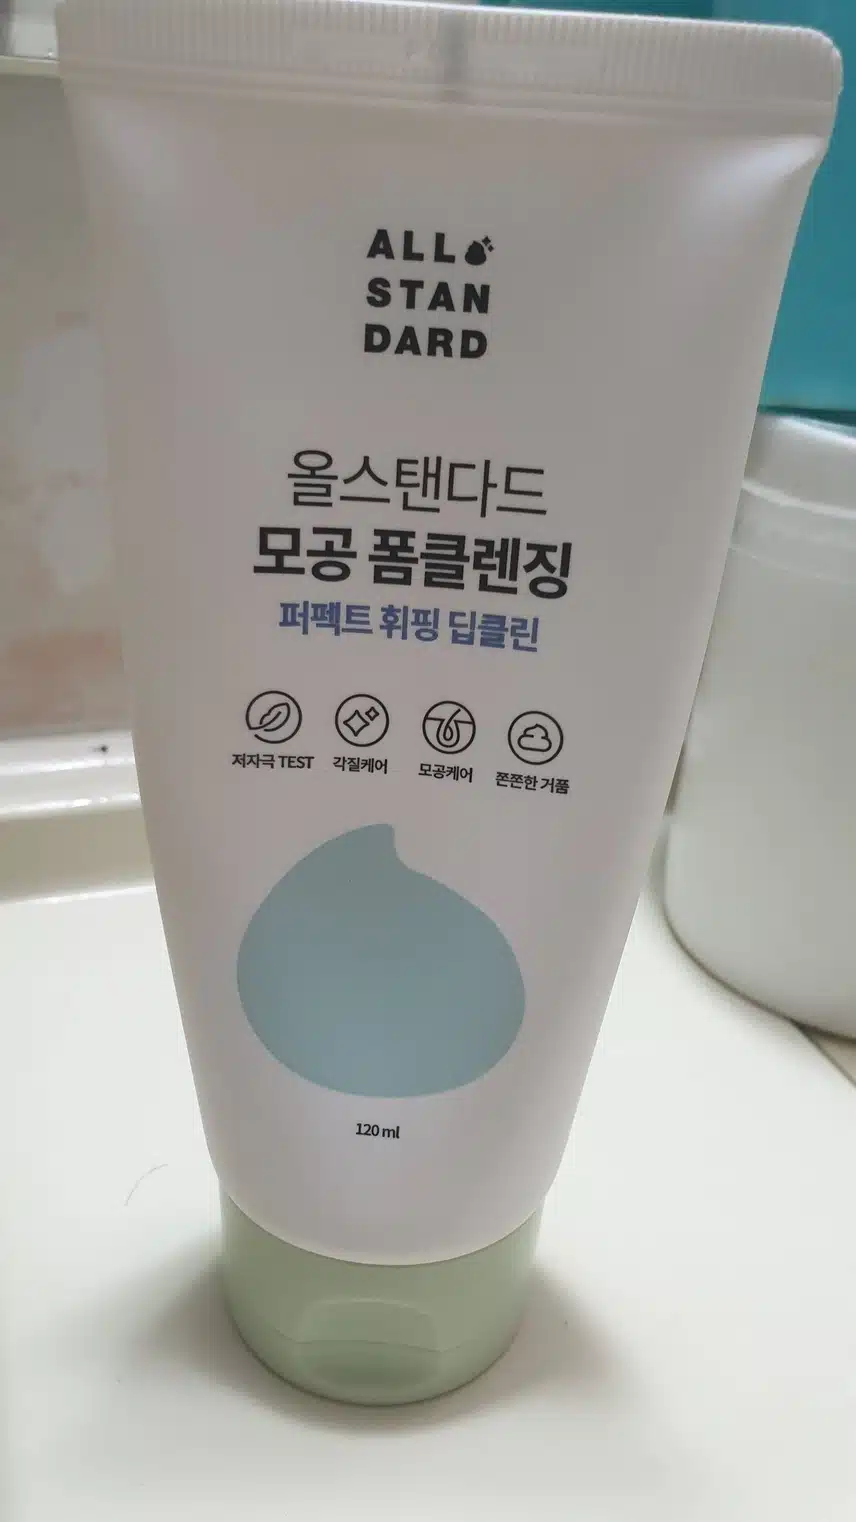 ALL
STAN
DARD
올스탠다드
모공 폼클렌징
퍼펙트 휘핑 딥클린
저자극 TEST 각질케어 모공케어 쫀쫀한 거품
120 ml